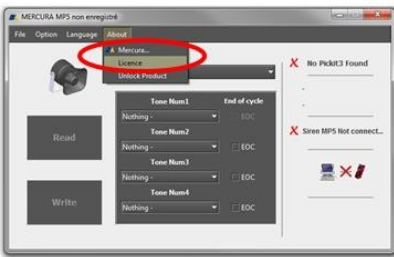 MERCURA MP5 non enregistré
File Option Language About
Mercura...
Licence
Unlock Product
No Pickit3 Found
Tone Num1 End of cycle
Nothing - EOC
Read
Tone Num2
Nothing - EOC
Siren MP5 Not connect...
Tone Num3
Nothing - EOC
Write
Tone Num4
Nothing - EOC